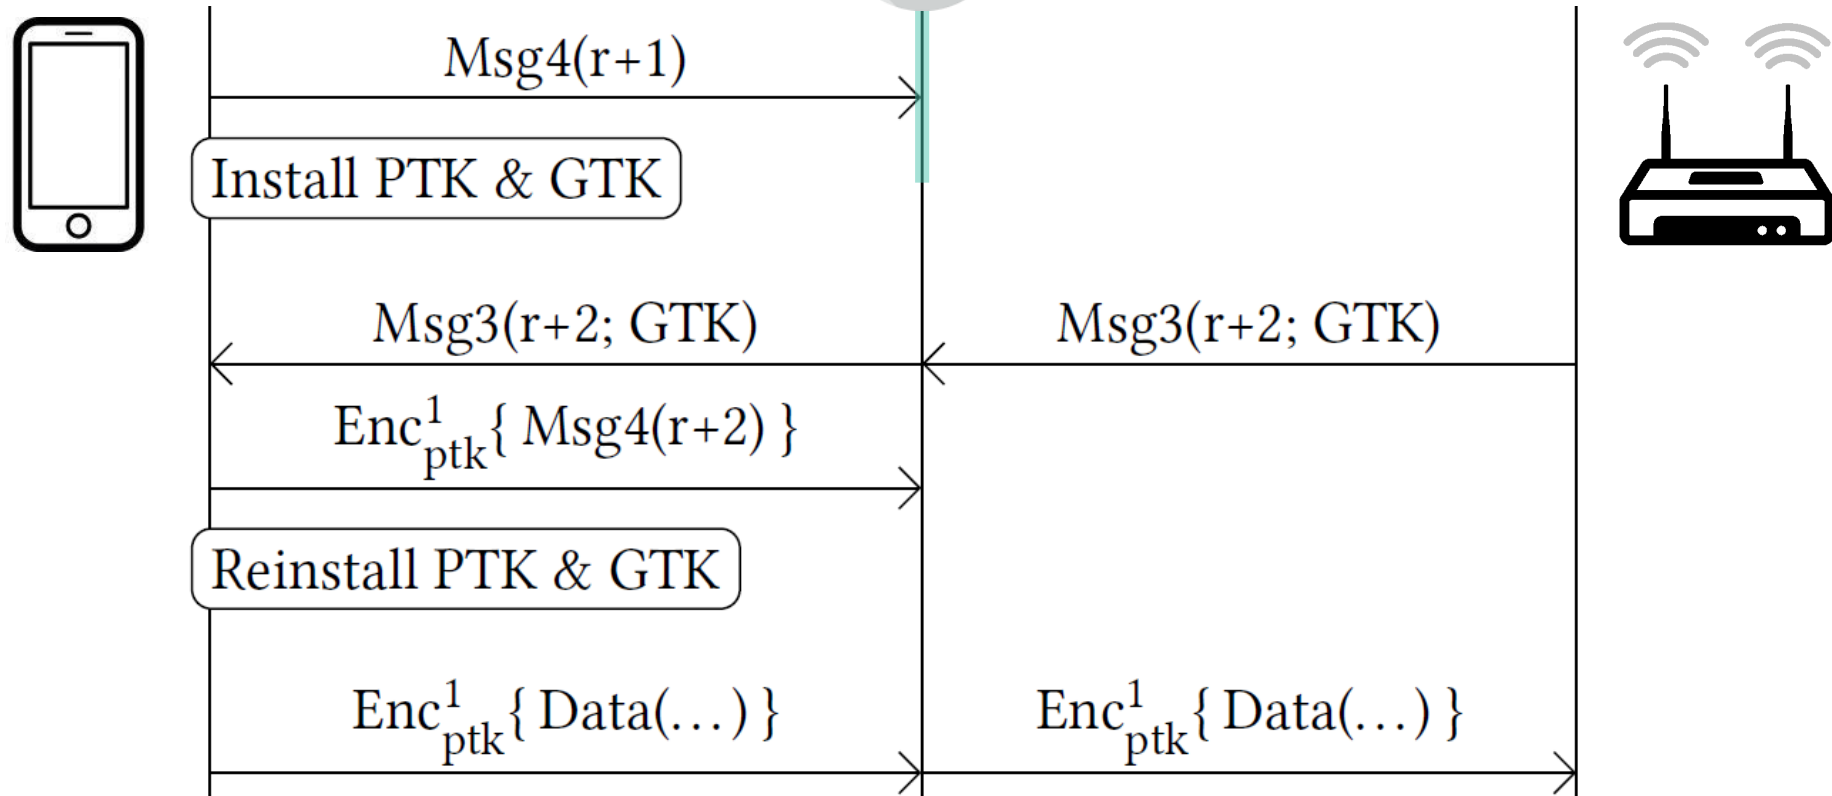 Msg4(r+1)
Install PTK & GTK
Msg3(r+2; GTK) Msg3(r+2; GTK)
Enc¹ptk{ Msg4(r+2) }
Reinstall PTK & GTK
Enc¹ptk{ Data(…) } Enc¹ptk{ Data(…) }